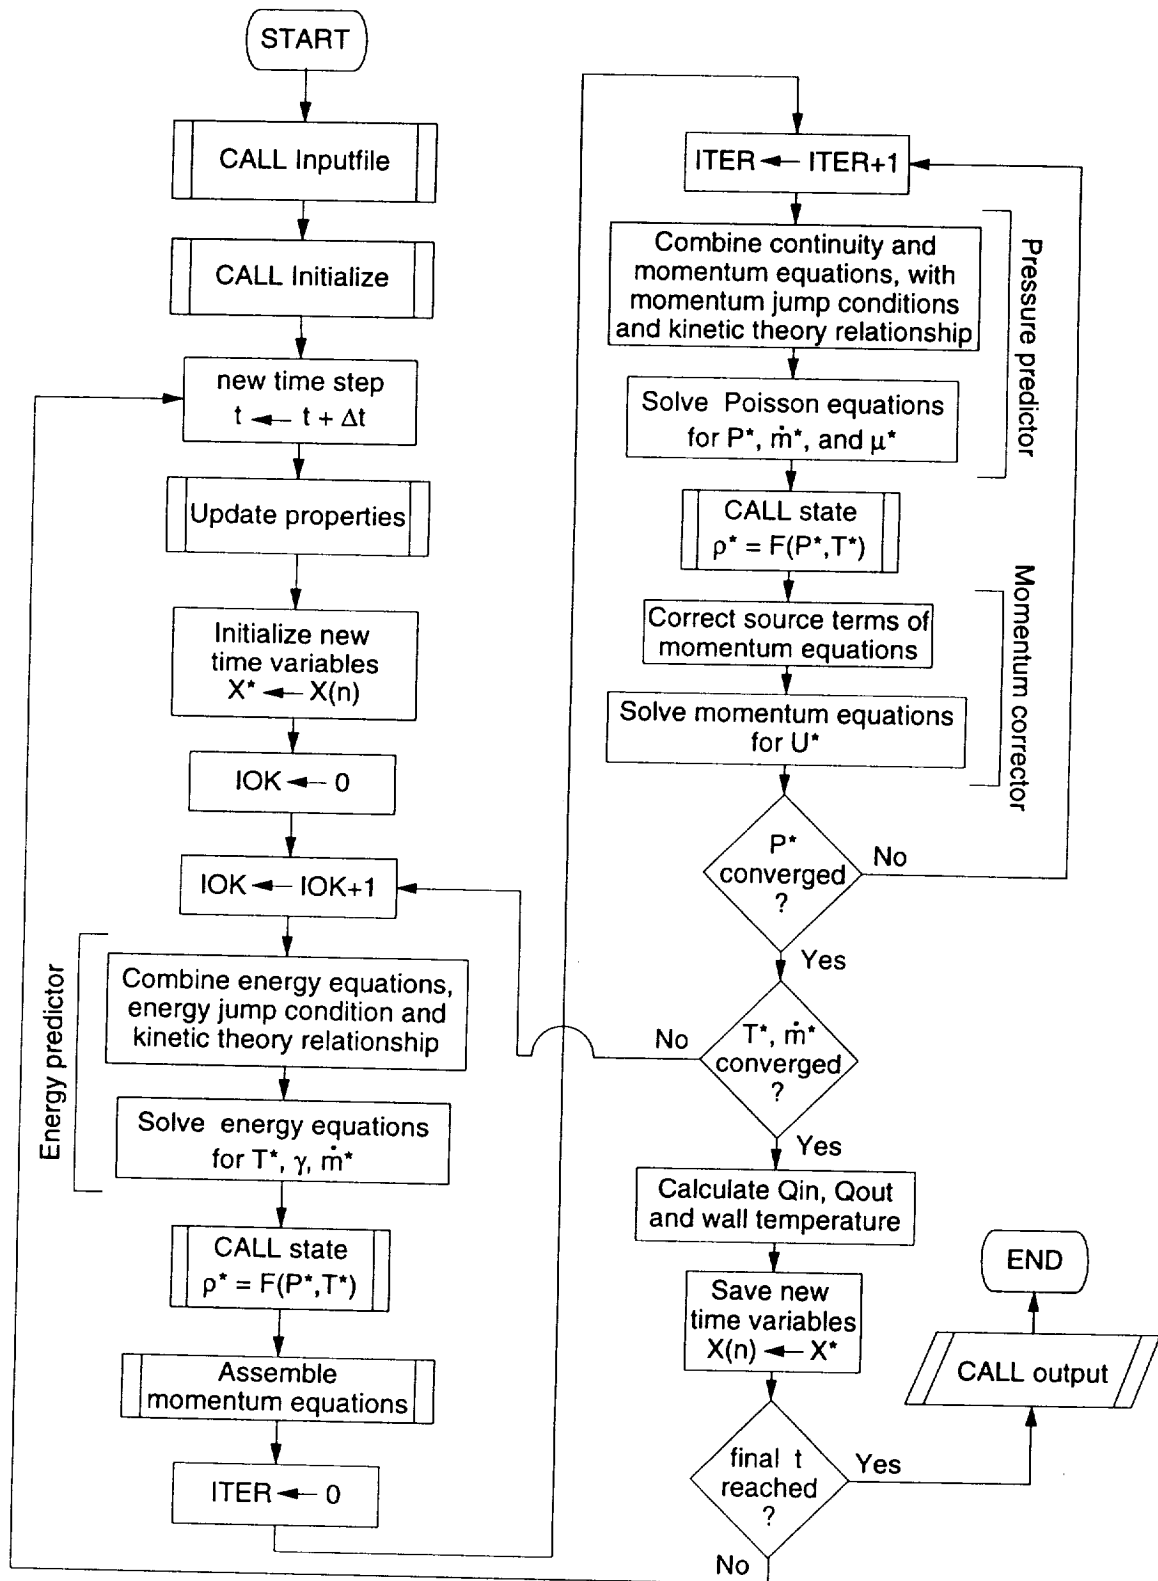 START
CALL Inputfile
CALL Initialize
new time step
t ← t + Δt
Update properties
Initialize new
time variables
X* ← X(n)
IOK ← 0
IOK ← IOK+1
Energy predictor
Combine energy equations,
energy jump condition and
kinetic theory relationship
Solve energy equations
for T*, γ, ṁ*
CALL state
ρ* = F(P*,T*)
Assemble
momentum equations
ITER ← 0
ITER ← ITER+1
Pressure predictor
Combine continuity and
momentum equations, with
momentum jump conditions
and kinetic theory relationship
Solve Poisson equations
for P*, ṁ*, and μ*
CALL state
ρ* = F(P*,T*)
Momentum corrector
Correct source terms of
momentum equations
Solve momentum equations
for U*
P*
converged
?
No
Yes
T*, ṁ*
converged
?
No
Yes
Calculate Qin, Qout
and wall temperature
Save new
time variables
X(n) ← X*
final t
reached
?
Yes
No
CALL output
END